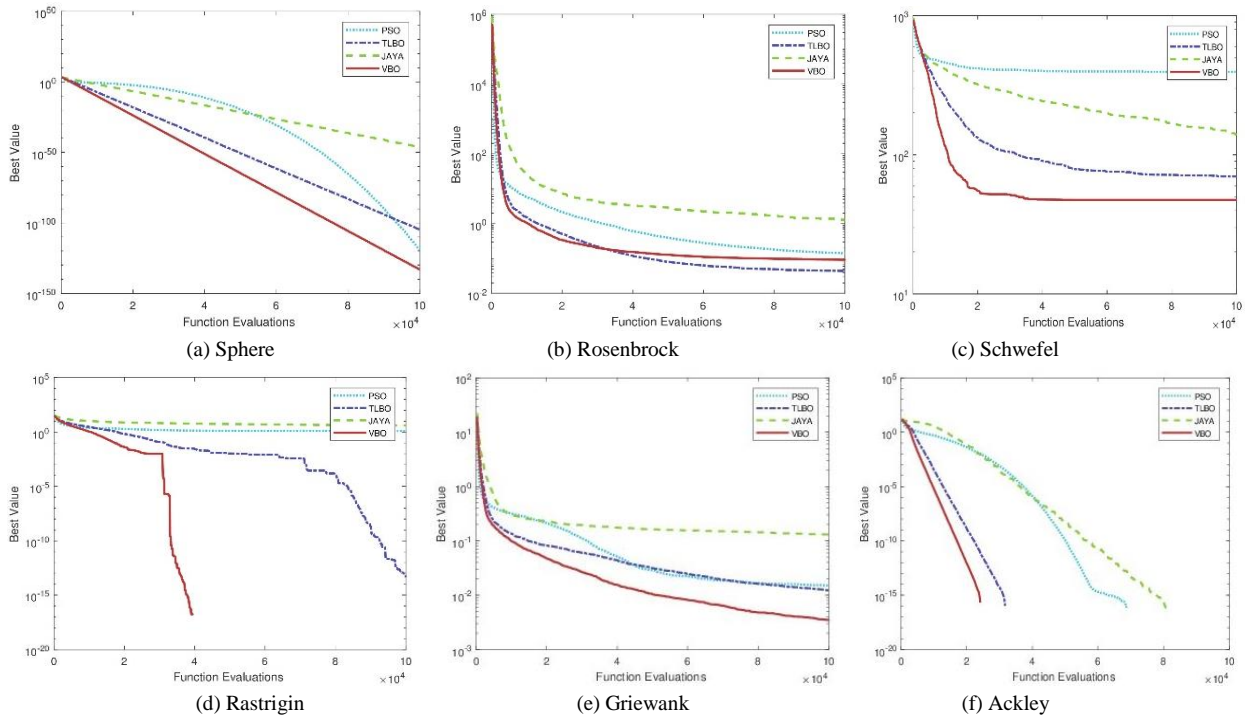 10^50
10^0
10^-50
10^-100
10^-150
Best Value
PSO
TLBO
JAYA
VBO
0 2 4 6 8 10
×10^4
Function Evaluations
(a) Sphere
10^6
10^4
10^2
10^0
10^-2
Best Value
PSO
TLBO
JAYA
VBO
0 2 4 6 8 10
×10^4
Function Evaluations
(b) Rosenbrock
10^3
10^2
10^1
Best Value
PSO
TLBO
JAYA
VBO
0 2 4 6 8 10
×10^4
Function Evaluations
(c) Schwefel
10^5
10^0
10^-5
10^-10
10^-15
10^-20
Best Value
PSO
TLBO
JAYA
VBO
0 2 4 6 8 10
×10^4
Function Evaluations
(d) Rastrigin
10^2
10^1
10^0
10^-1
10^-2
10^-3
Best Value
PSO
TLBO
JAYA
VBO
0 2 4 6 8 10
×10^4
Function Evaluations
(e) Griewank
10^5
10^0
10^-5
10^-10
10^-15
10^-20
Best Value
PSO
TLBO
JAYA
VBO
0 2 4 6 8 10
×10^4
Function Evaluations
(f) Ackley